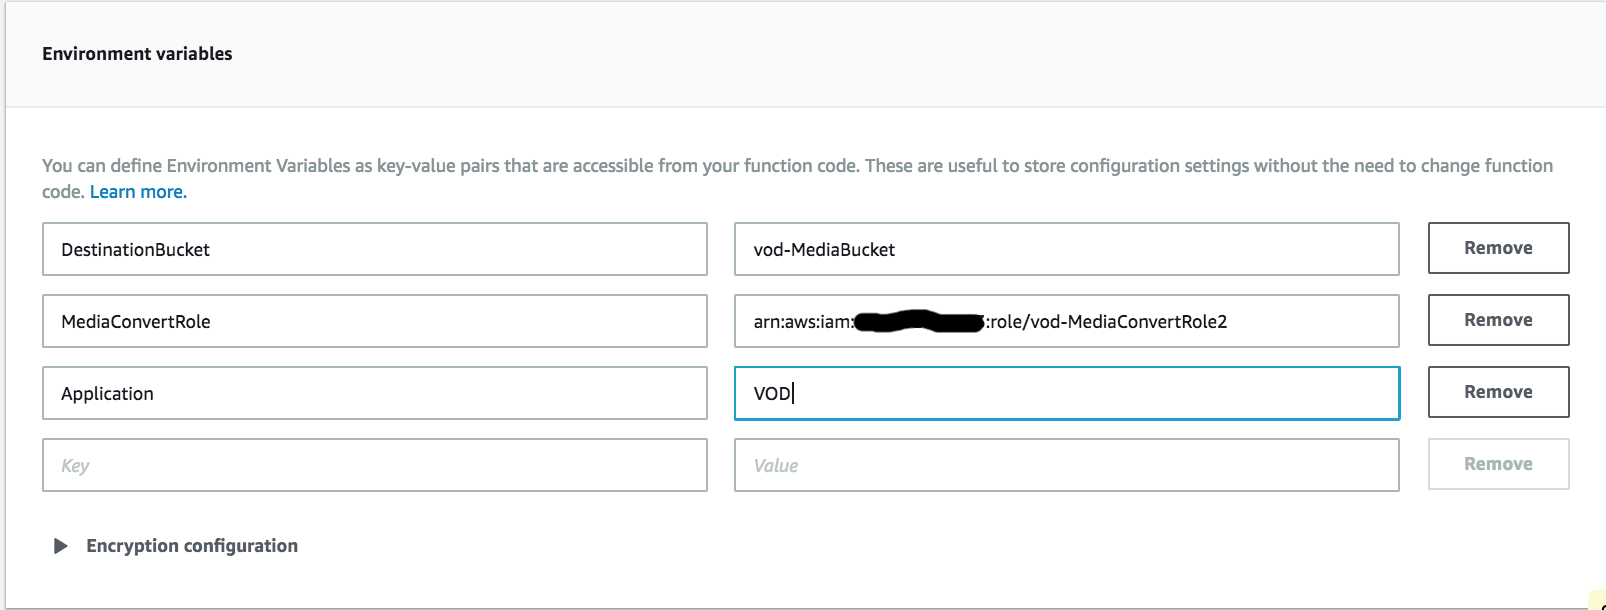 Environment variables
You can define Environment Variables as key-value pairs that are accessible from your function code. These are useful to store configuration settings without the need to change function
code. Learn more.
DestinationBucket vod-MediaBucket Remove
MediaConvertRole arn:aws:iam: :role/vod-MediaConvertRole2 Remove
Application VOD Remove
Key Value Remove
Encryption configuration